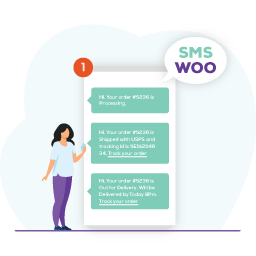 SMS
WOO
1
Hi, Your order #5236 is
Processing.
Hi, Your order #5236 is
Shipped with USPS and
tracking id is
34. Track your order
Hi, Your order #5236 is
Out for Delivery. Will be
Delivered by Today 9Pm.
Track your order